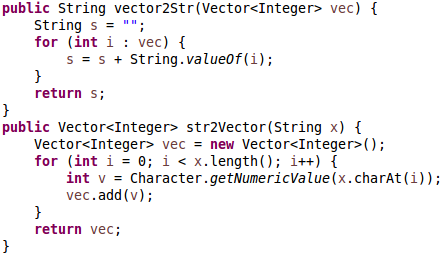 public String vector2Str(Vector<Integer> vec) {
    String s = "";
    for (int i : vec) {
        s = s + String.valueOf(i);
    }
    return s;
}
public Vector<Integer> str2Vector(String x) {
    Vector<Integer> vec = new Vector<Integer>();
    for (int i = 0; i < x.length(); i++) {
        int v = Character.getNumericValue(x.charAt(i));
        vec.add(v);
    }
    return vec;
}